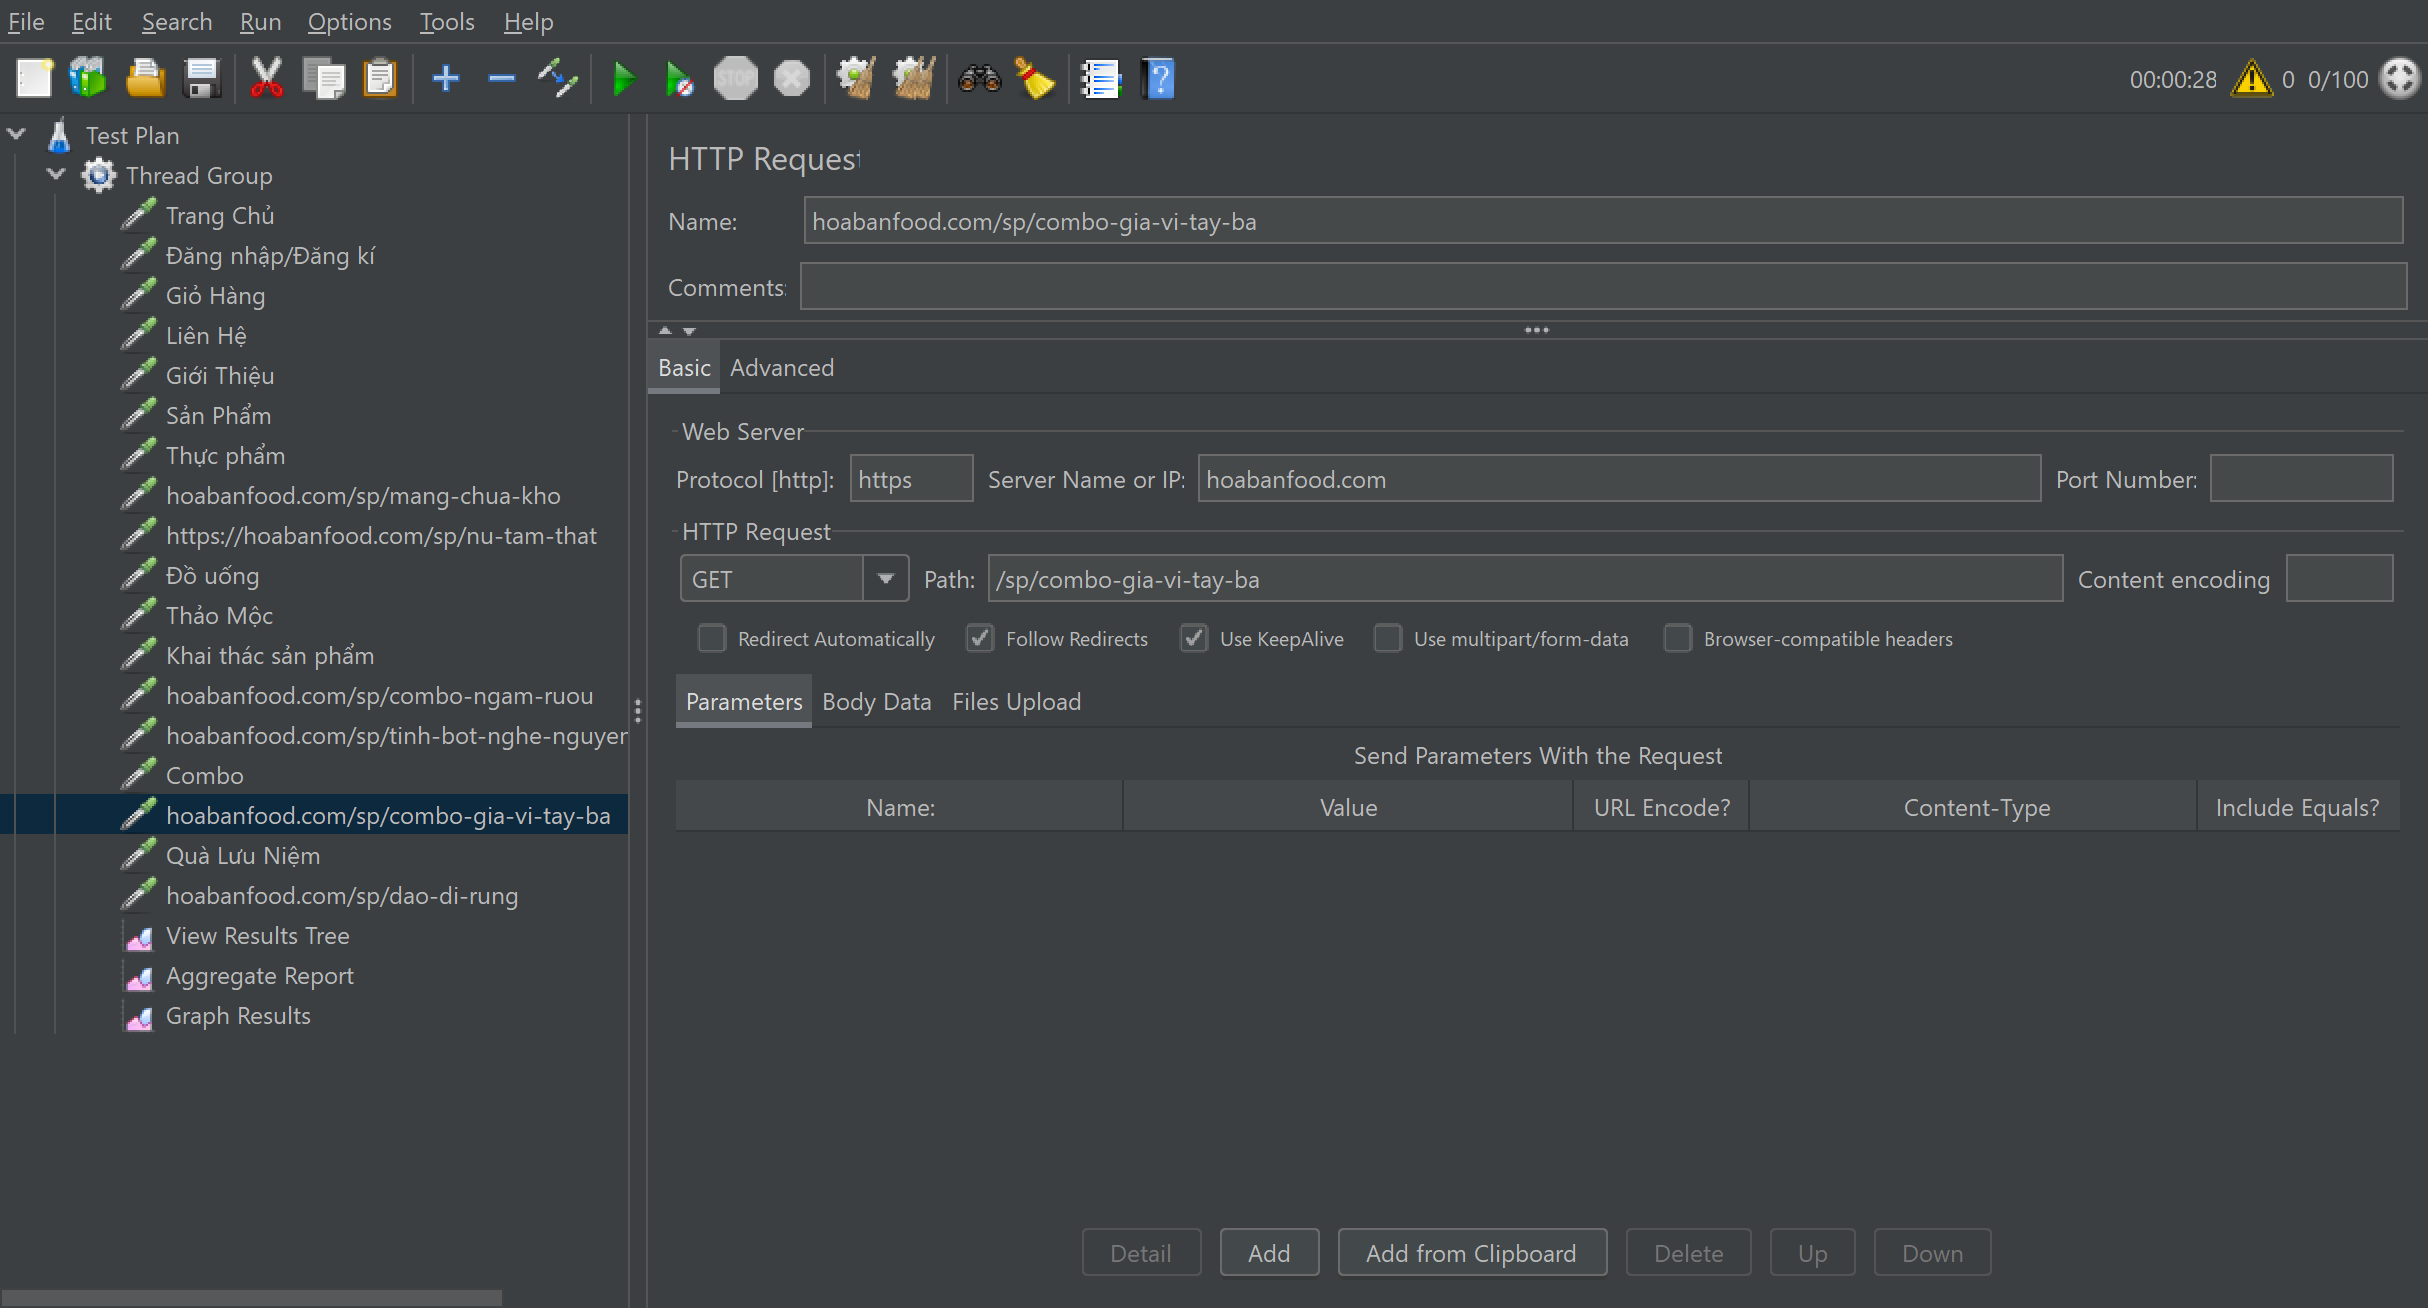 File Edit Search Run Options Tools Help
STOP
00:00:28 0 0/100
Test Plan
Thread Group
Trang Chủ
Đăng nhập/Đăng kí
Giỏ Hàng
Liên Hệ
Giới Thiệu
Sản Phẩm
Thực phẩm
hoabanfood.com/sp/mang-chua-kho
https://hoabanfood.com/sp/nu-tam-that
Đồ uống
Thảo Mộc
Khai thác sản phẩm
hoabanfood.com/sp/combo-ngam-ruou
hoabanfood.com/sp/tinh-bot-nghe-nguyer
Combo
hoabanfood.com/sp/combo-gia-vi-tay-ba
Quà Lưu Niệm
hoabanfood.com/sp/dao-di-rung
View Results Tree
Aggregate Report
Graph Results
HTTP Request
Name: hoabanfood.com/sp/combo-gia-vi-tay-ba
Comments:
Basic Advanced
Web Server
Protocol [http]: https Server Name or IP: hoabanfood.com Port Number:
HTTP Request
GET Path: /sp/combo-gia-vi-tay-ba Content encoding
Redirect Automatically Follow Redirects Use KeepAlive Use multipart/form-data Browser-compatible headers
Parameters Body Data Files Upload
Send Parameters With the Request
Name: Value URL Encode? Content-Type Include Equals?
Detail Add Add from Clipboard Delete Up Down